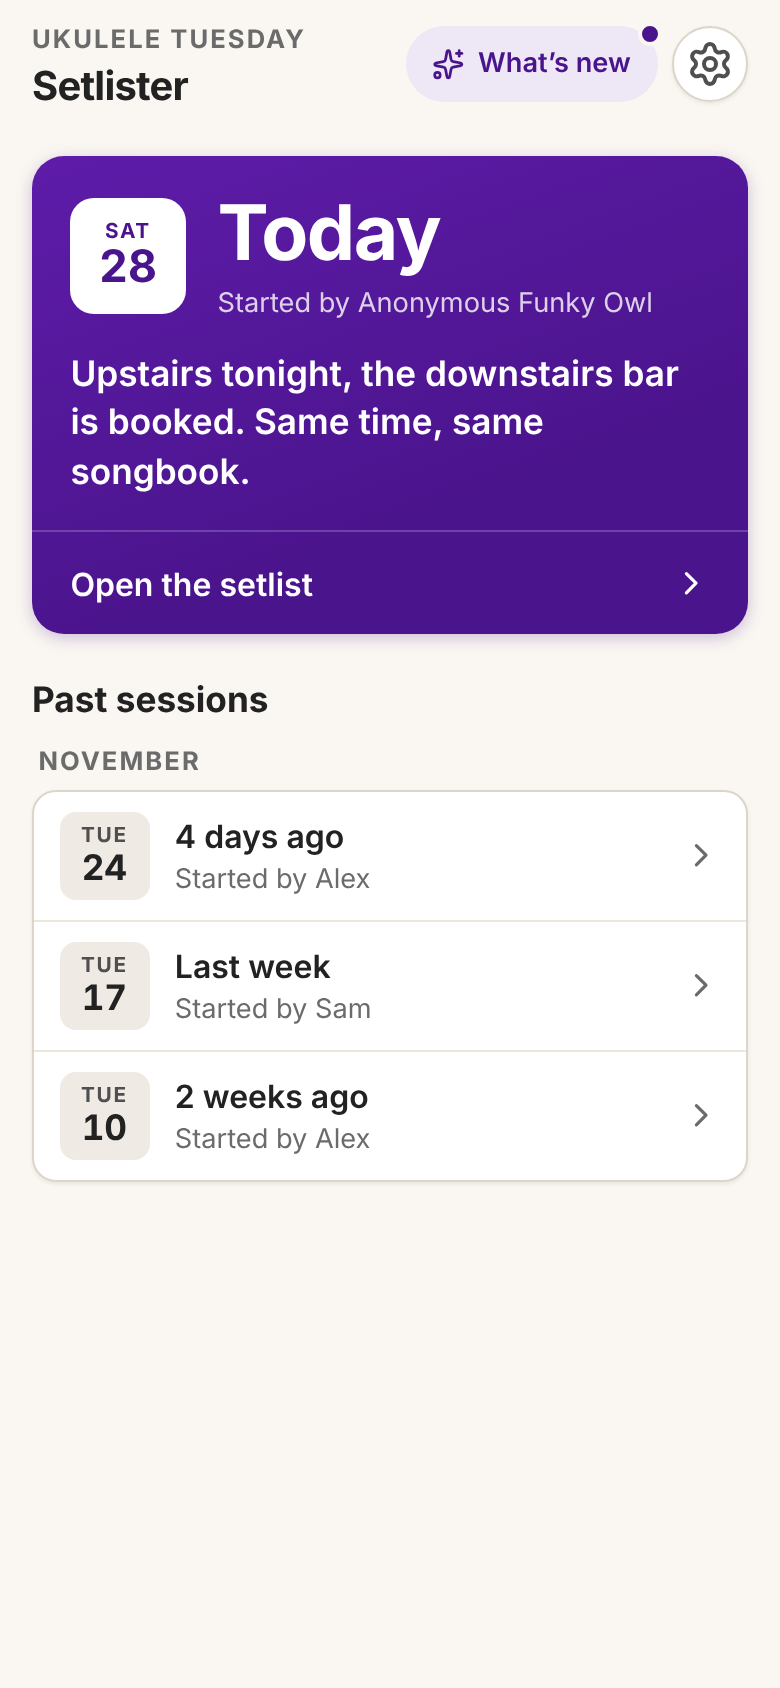 UKULELE TUESDAY
Setlister
What’s new
SAT
28
Today
Started by Anonymous Funky Owl
Upstairs tonight, the downstairs bar
is booked. Same time, same
songbook.
Open the setlist
Past sessions
NOVEMBER
TUE
24
4 days ago
Started by Alex
TUE
17
Last week
Started by Sam
TUE
10
2 weeks ago
Started by Alex